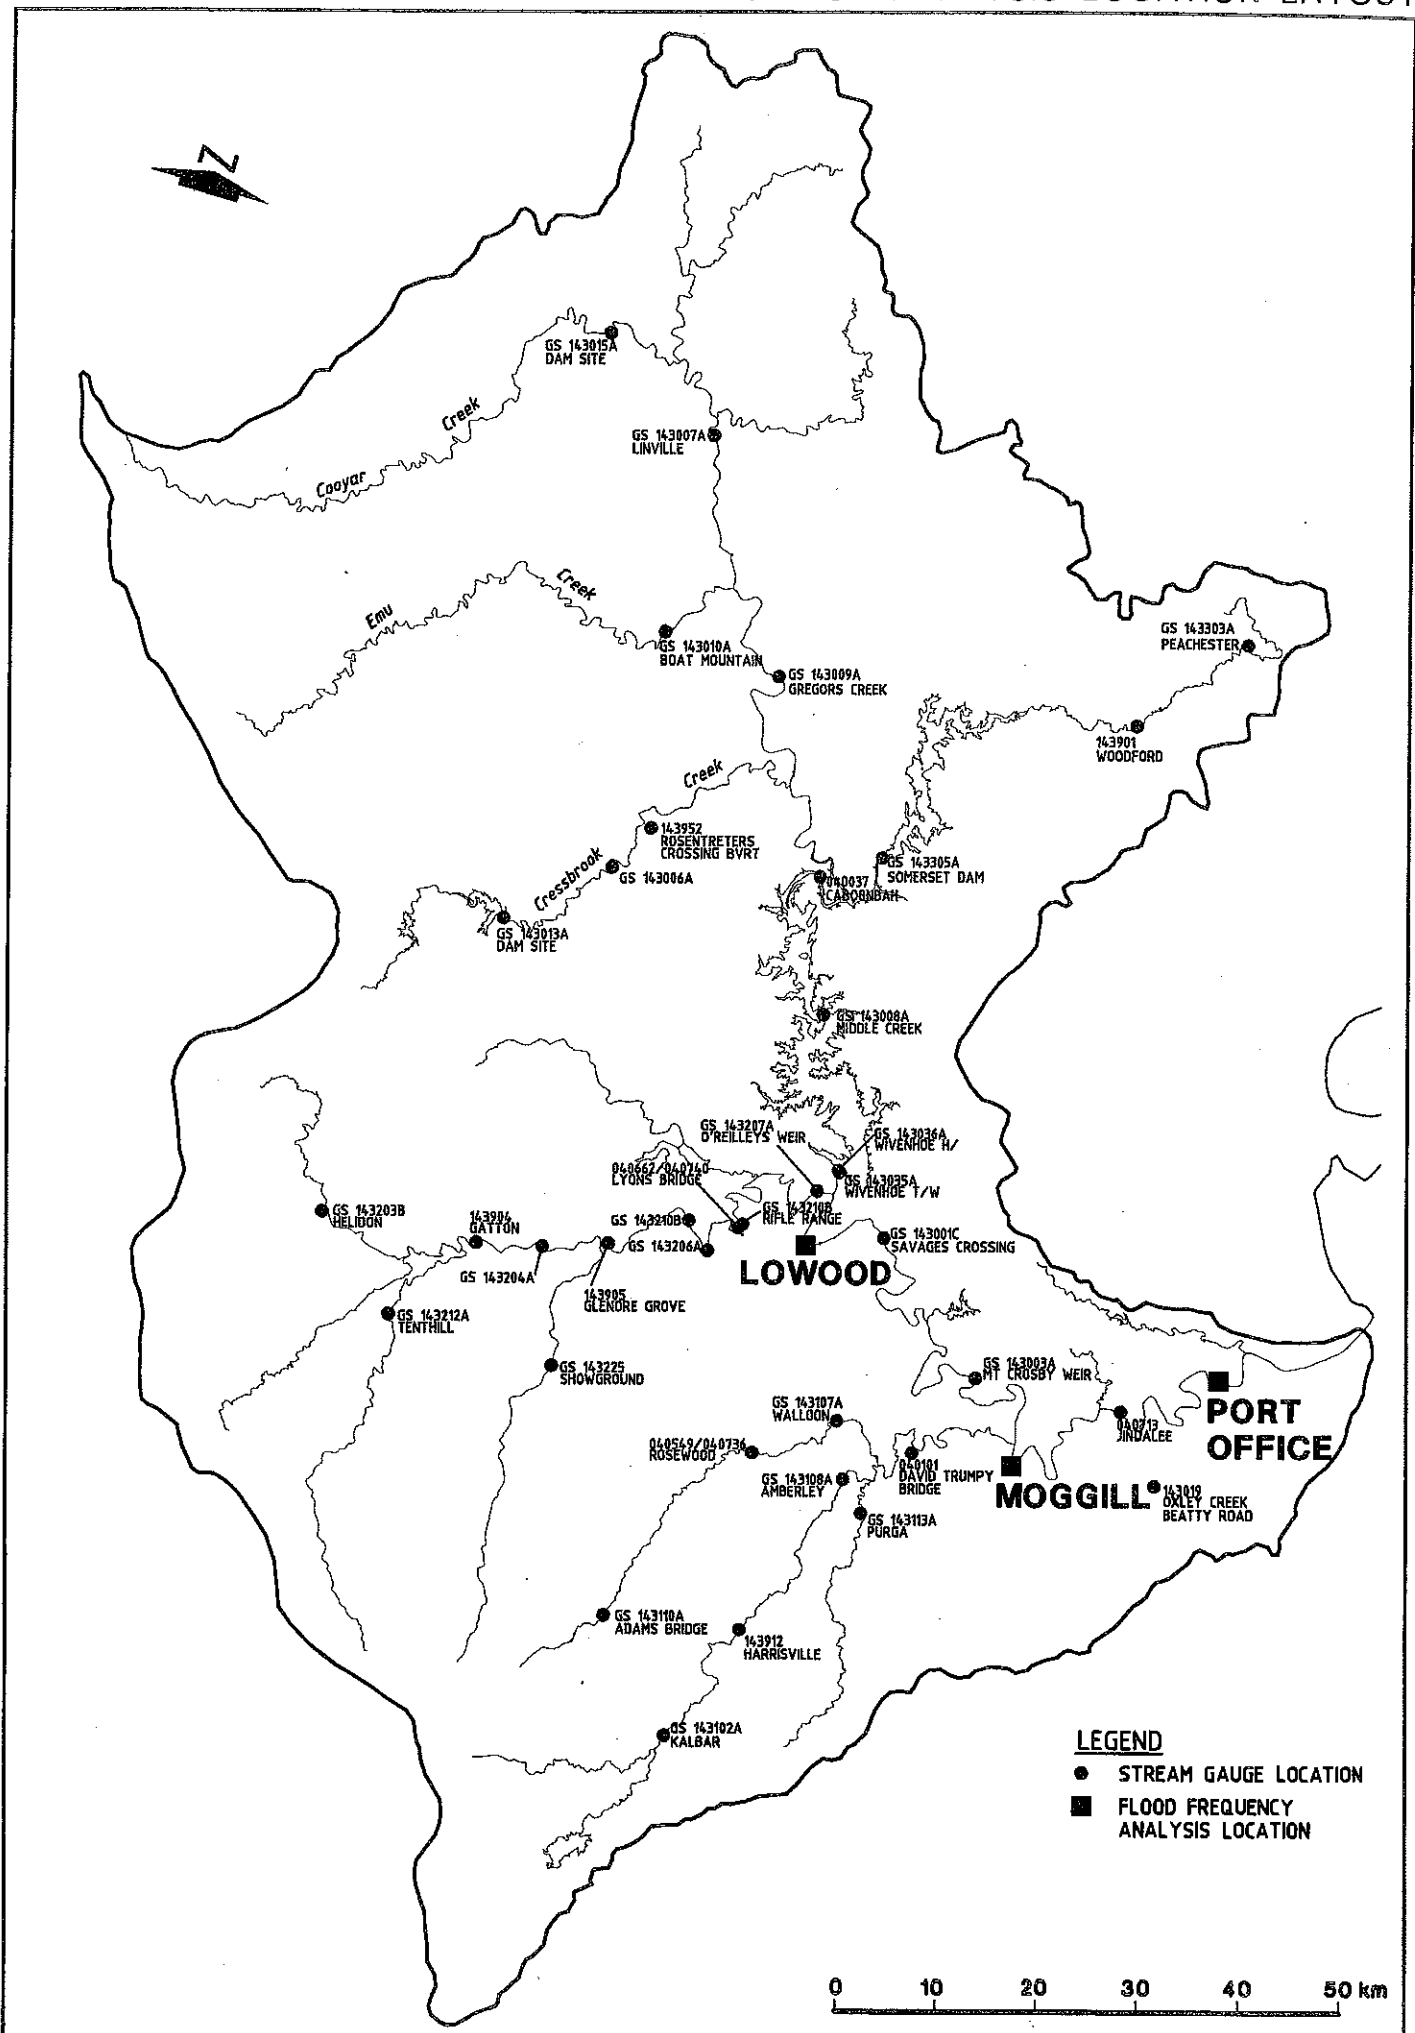 LOCATION LAYOUT
N
GS 143015A
DAM SITE
Creek
Cooyar
GS 143007A
LINVILLE
Creek
Emu
GS 143010A
BOAT MOUNTAIN
GS 143009A
GREGORS CREEK
GS 143303A
PEACHESTER
143901
WOODFORD
Creek
143952
ROSENTRETERS
CROSSING BVRT
Cressbrook
GS 143006A
GS 143305A
SOMERSET DAM
040037
CABOONBAH
GS 143013A
DAM SITE
GS 143008A
MIDDLE CREEK
GS 143207A
O'REILLEYS WEIR
GS 143036A
WIVENHOE H/
040662/040740
LYONS BRIDGE
GS 043035A
WIVENHOE T/W
GS 143203B
HELIDON
143904
GATTON
GS 143210B
GS 143210B
RIFLE RANGE
GS 143206A
GS 143001C
SAVAGES CROSSING
GS 143204A
LOWOOD
143905
GLENORE GROVE
GS 143212A
TENTHILL
GS 143225
SHOWGROUND
GS 143003A
MT CROSBY WEIR
GS 143107A
WALLOON
040713
JINDALEE
PORT
OFFICE
040549/040736
ROSEWOOD
040101
DAVID TRUMPY
BRIDGE
GS 143108A
AMBERLEY
MOGGILL
143019
OXLEY CREEK
BEATTY ROAD
GS 143113A
PURGA
GS 143110A
ADAMS BRIDGE
143912
HARRISVILLE
GS 143102A
KALBAR
LEGEND
STREAM GAUGE LOCATION
FLOOD FREQUENCY
ANALYSIS LOCATION
0 10 20 30 40 50 km